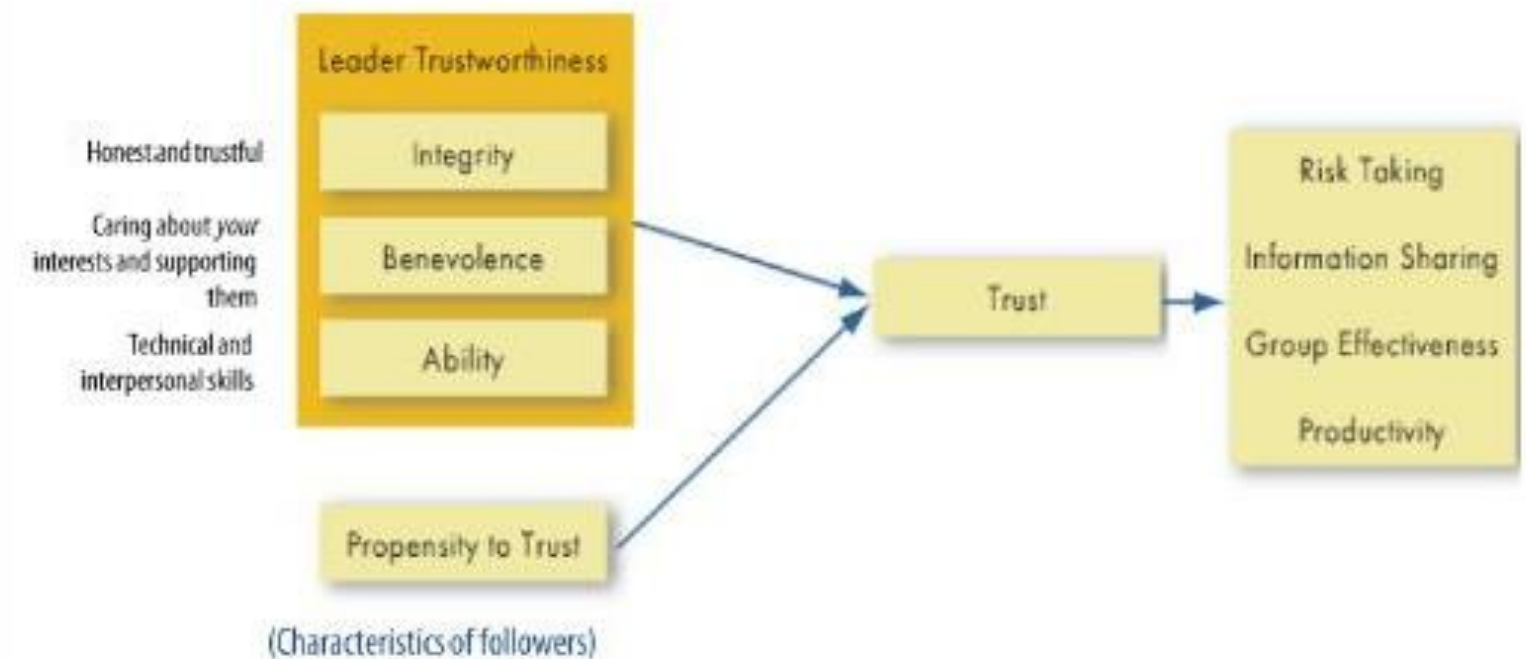 Leader Trustworthiness
Honest and trustful
Integrity
Caring about your
interests and supporting
them
Benevolence
Technical and
interpersonal skills
Ability
Propensity to Trust
(Characteristics of followers)
Trust
Risk Taking
Information Sharing
Group Effectiveness
Productivity